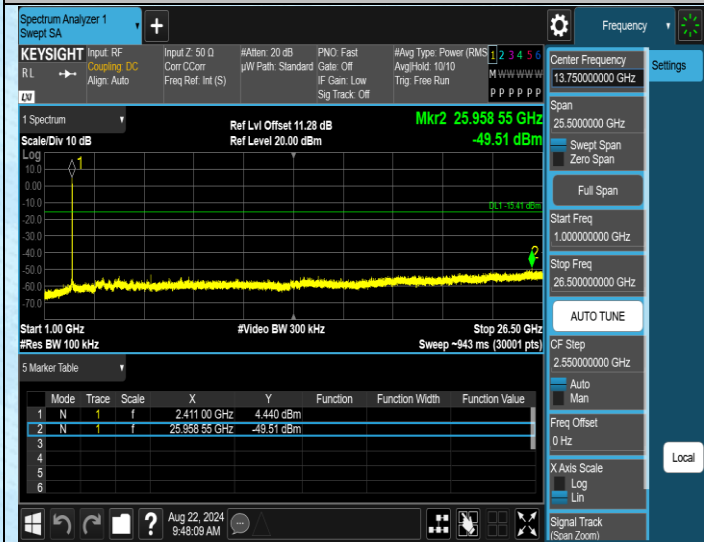 Spectrum Analyzer 1
Swept SA
Frequency
KEYSIGHT
RL
LXI
Input: RF
Coupling: DC
Align: Auto
Input Z: 50 Ω
Corr CCorr
Freq Ref: Int (S)
#Atten: 20 dB
µW Path: Standard
PNO: Fast
Gate: Off
IF Gain: Low
Sig Track: Off
#Avg Type: Power (RMS
Avg|Hold: 10/10
Trig: Free Run
1 2 3 4 5 6
M W W W W W
P P P P P P
1 Spectrum
Scale/Div 10 dB
Ref Lvl Offset 11.28 dB
Ref Level 20.00 dBm
Mkr2 25.958 55 GHz
-49.51 dBm
Log
10.0
0.00
-10.0
-20.0
-30.0
-40.0
-50.0
-60.0
-70.0
1
DL1 -15.41 dBm
2
Start 1.00 GHz
#Video BW 300 kHz
Stop 26.50 GHz
#Res BW 100 kHz
Sweep ~943 ms (30001 pts)
5 Marker Table
Mode Trace Scale X Y Function Function Width Function Value
1 N 1 f 2.411 00 GHz 4.440 dBm
2 N 1 f 25.958 55 GHz -49.51 dBm
3
4
5
6
Aug 22, 2024
9:48:09 AM
?
Center Frequency
13.750000000 GHz
Settings
Span
25.5000000 GHz
Swept Span
Zero Span
Full Span
Start Freq
1.000000000 GHz
Stop Freq
26.500000000 GHz
AUTO TUNE
CF Step
2.550000000 GHz
Auto
Man
Freq Offset
0 Hz
X Axis Scale
Log
Lin
Signal Track
(Span Zoom)
Local